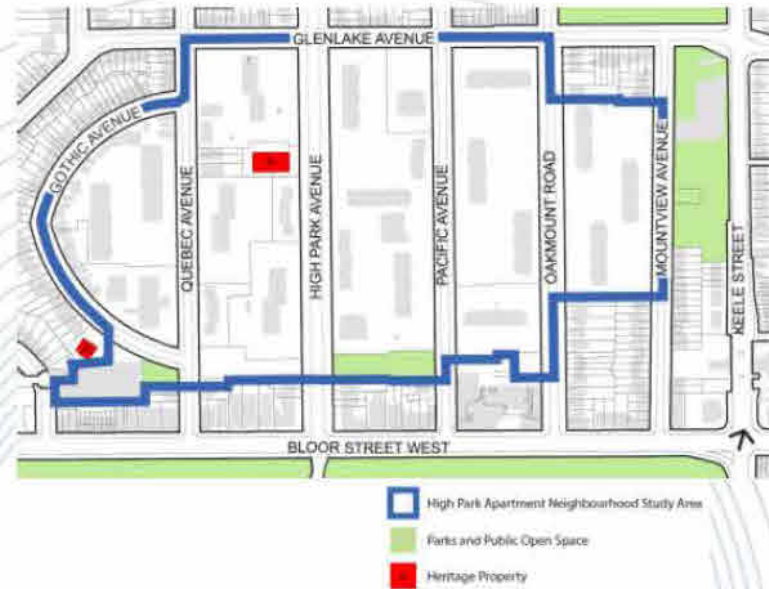 GLENLAKE AVENUE
GOTHIC AVENUE
QUEBEC AVENUE
HIGH PARK AVENUE
PACIFIC AVENUE
OAKMOUNT ROAD
MOUNTVIEW AVENUE
KEELE STREET
BLOOR STREET WEST
High Park Apartment Neighbourhood Study Area
Parks and Public Open Space
Heritage Property